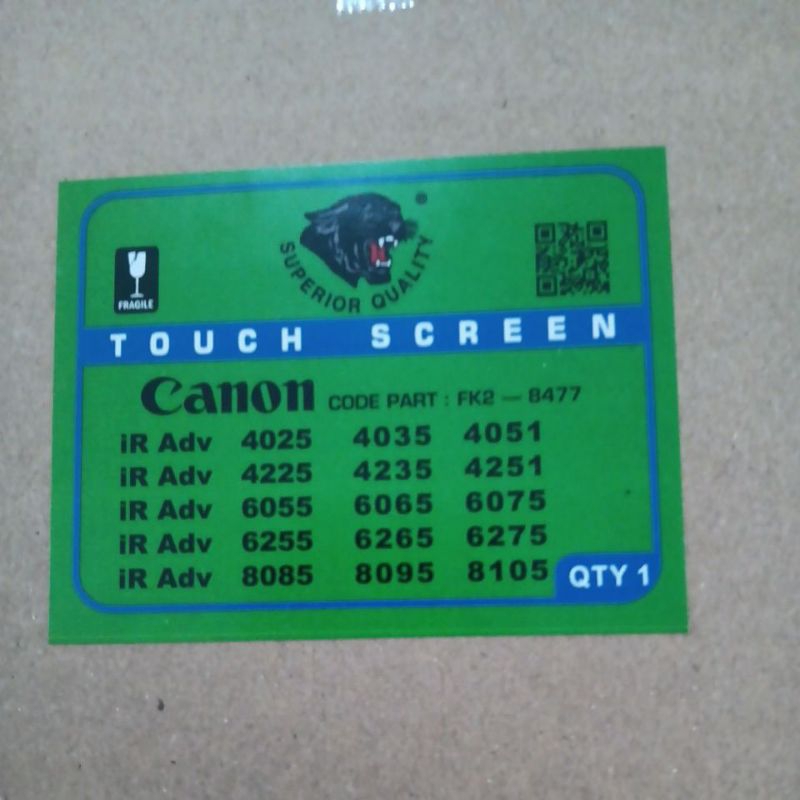 SUPERIOR QUALITY
FRAGILE
TOUCH SCREEN
Canon CODE PART : FK2 — 8477
iR Adv 4025 4035 4051
iR Adv 4225 4235 4251
iR Adv 6055 6065 6075
iR Adv 6255 6265 6275
iR Adv 8085 8095 8105
QTY 1